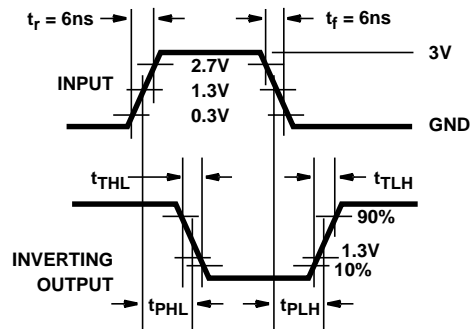 tr = 6ns
tf = 6ns
3V
2.7V
INPUT
1.3V
0.3V
GND
tTHL
tTLH
90%
INVERTING
OUTPUT
1.3V
10%
tPHL
tPLH